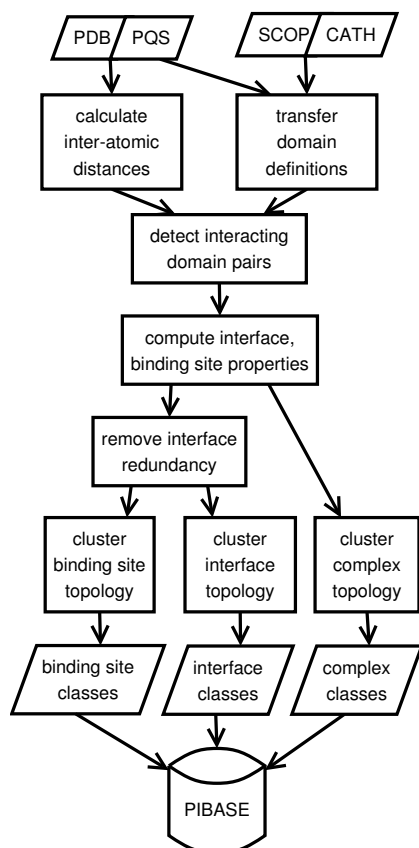 PDB PQS SCOP CATH
calculate
inter-atomic
distances
transfer
domain
definitions
detect interacting
domain pairs
compute interface,
binding site properties
remove interface
redundancy
cluster
binding site
topology
cluster
interface
topology
cluster
complex
topology
binding site
classes
interface
classes
complex
classes
PIBASE